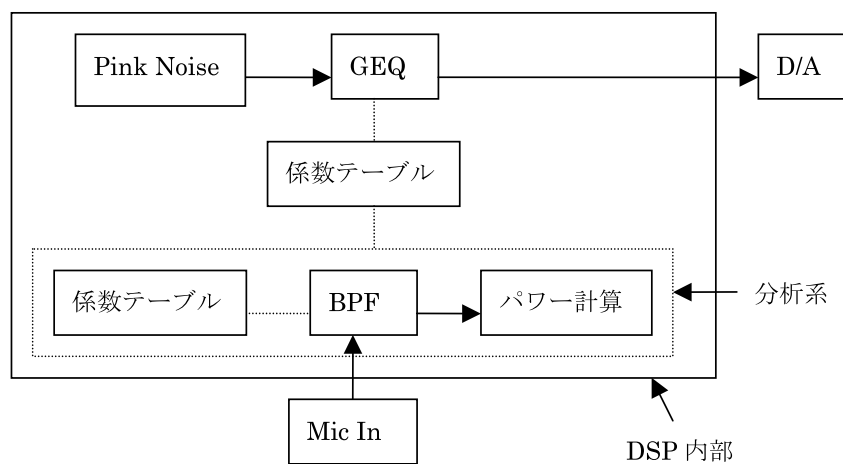 Pink Noise
GEQ
D/A
係数テーブル
係数テーブル
BPF
パワー計算
分析系
Mic In
DSP 内部